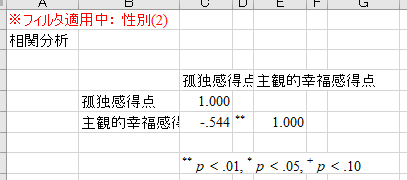 A B C D E F G
※フィルタ適用中：性別(2)
相関分析
孤独感得点 主観的幸福感得点
孤独感得点 1.000
主観的幸福感得 -.544 ** 1.000
** p < .01, * p < .05, + p < .10